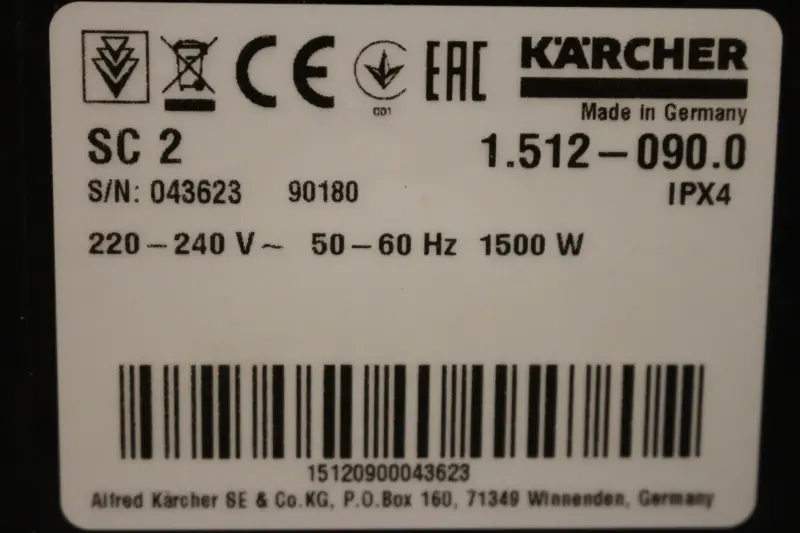 CE EAC KÄRCHER
001
Made in Germany
SC 2 1.512-090.0
S/N: 043623 90180 IPX4
220-240 V~ 50-60 Hz 1500 W
15120900043623
Alfred Kärcher SE & Co.KG, P.O.Box 160, 71349 Winnenden, Germany